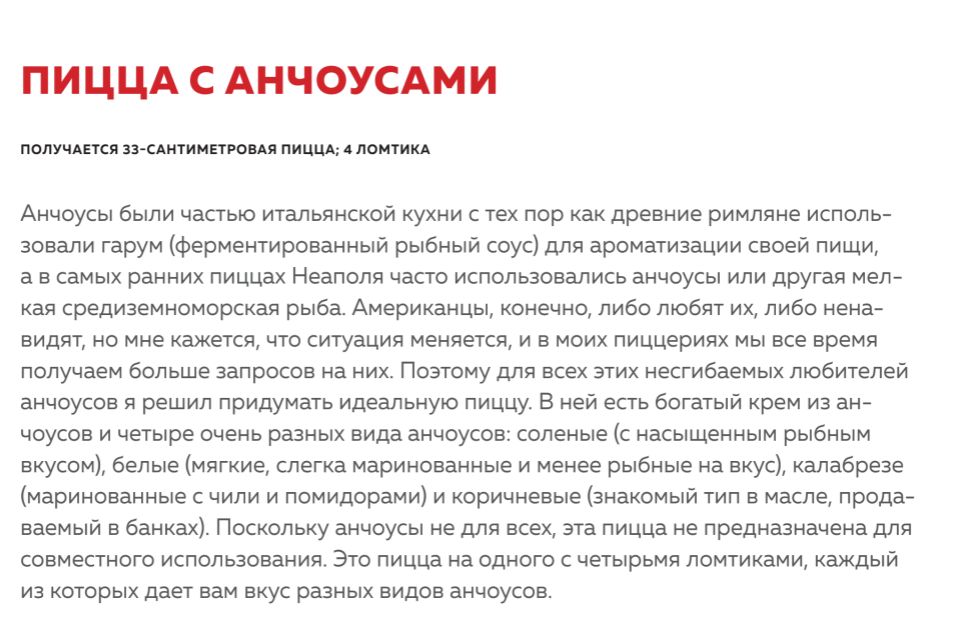 ПИЦЦА С АНЧОУСАМИ
ПОЛУЧАЕТСЯ 33-САНТИМЕТРОВАЯ ПИЦЦА; 4 ЛОМТИКА
Анчоусы были частью итальянской кухни с тех пор как древние римляне исполь-
зовали гарум (ферментированный рыбный соус) для ароматизации своей пищи,
а в самых ранних пиццах Неаполя часто использовались анчоусы или другая мел-
кая средиземноморская рыба. Американцы, конечно, либо любят их, либо нена-
видят, но мне кажется, что ситуация меняется, и в моих пиццериях мы все время
получаем больше запросов на них. Поэтому для всех этих несгибаемых любителей
анчоусов я решил придумать идеальную пиццу. В ней есть богатый крем из ан-
чоусов и четыре очень разных вида анчоусов: соленые (с насыщенным рыбным
вкусом), белые (мягкие, слегка маринованные и менее рыбные на вкус), калабрезе
(маринованные с чили и помидорами) и коричневые (знакомый тип в масле, прода-
ваемый в банках). Поскольку анчоусы не для всех, эта пицца не предназначена для
совместного использования. Это пицца на одного с четырьмя ломтиками, каждый
из которых дает вам вкус разных видов анчоусов.